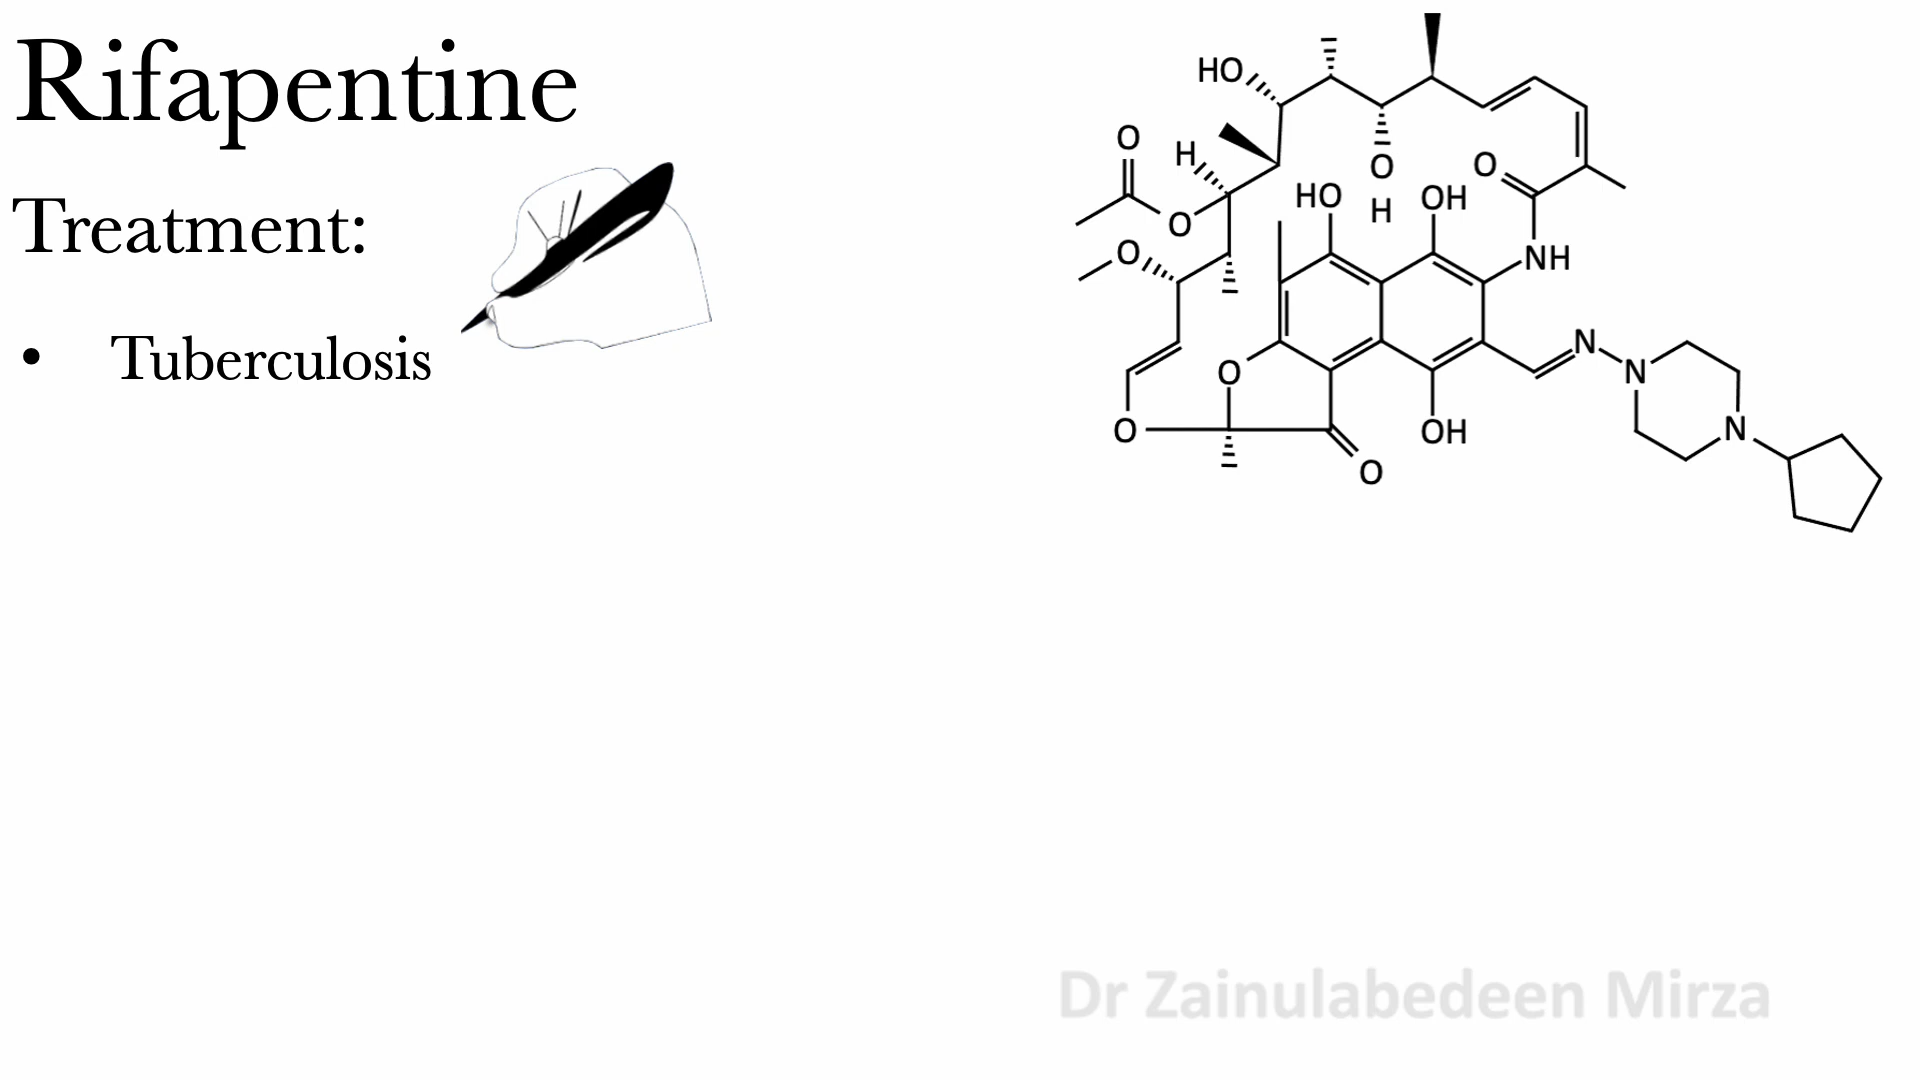 Rifapentine
Treatment:
• Tuberculosis
HO
O
H
O
O
HO
OH
O
H
O
NH
O
N
N
O
OH
N
O
Dr Zainulabedeen Mirza